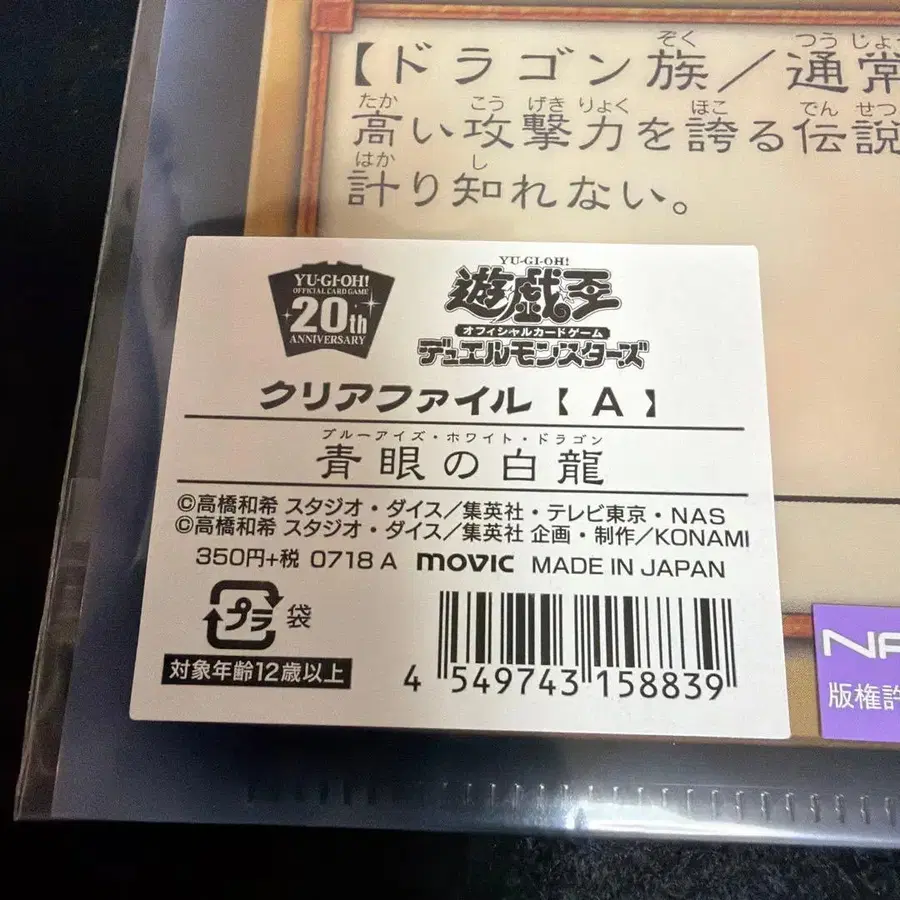 【ドラゴン族／通常
ぞく つうじょ
たか こうげきりょく ほこ でんせつ
高い攻撃力を誇る伝説
はか し
計り知れない。
YU-GI-OH!
OFFICIAL CARD GAME
20th
ANNIVERSARY
YU-GI-OH!
遊戯王
オフィシャルカードゲーム
デュエルモンスターズ
クリアファイル【A】
ブルーアイズ・ホワイト・ドラゴン
青眼の白龍
©高橋和希 スタジオ・ダイス／集英社・テレビ東京・NAS
©高橋和希 スタジオ・ダイス／集英社 企画・制作／KONAMI
350円+税 0718 A movic MADE IN JAPAN
プラ 袋
対象年齢12歳以上
4 549743 158839
NA
版権許